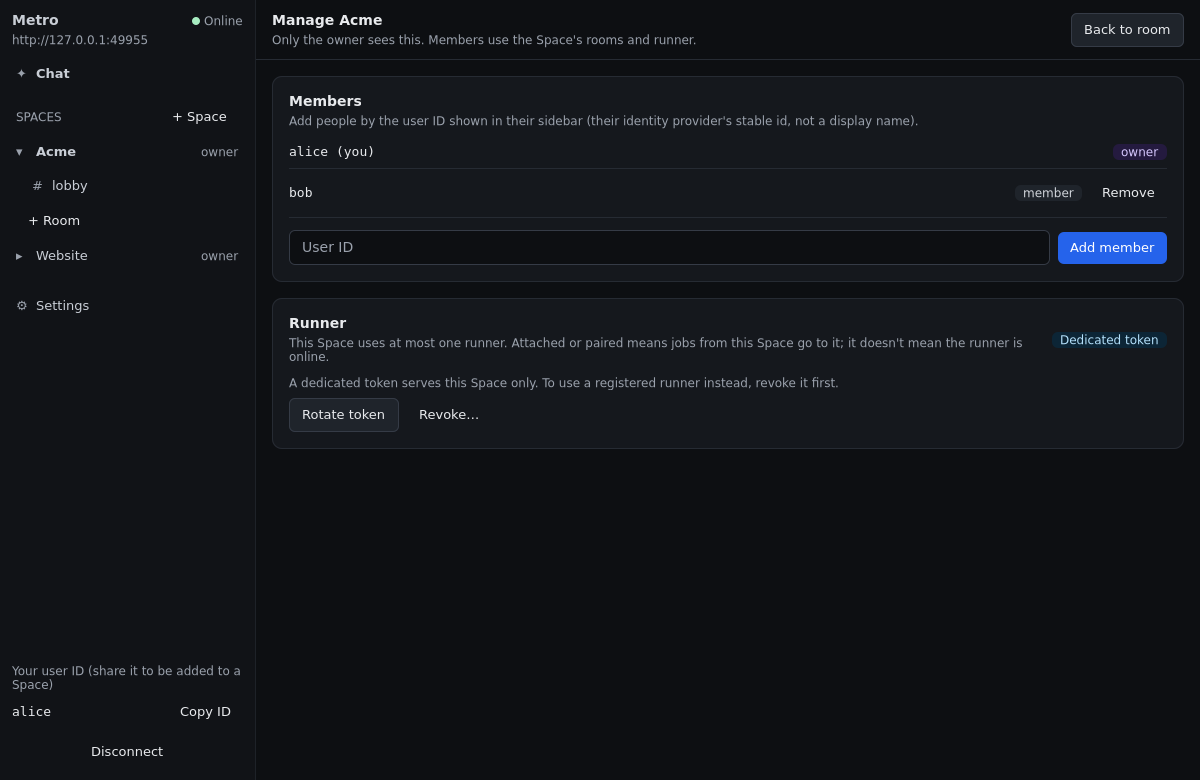 Metro
Online
http://127.0.0.1:49955
Chat
SPACES
+ Space
Acme
owner
# lobby
+ Room
Website
owner
Settings
Your user ID (share it to be added to a
Space)
alice
Copy ID
Disconnect
Manage Acme
Only the owner sees this. Members use the Space's rooms and runner.
Back to room
Members
Add people by the user ID shown in their sidebar (their identity provider's stable id, not a display name).
alice (you)
owner
bob
member
Remove
User ID
Add member
Runner
This Space uses at most one runner. Attached or paired means jobs from this Space go to it; it doesn't mean the runner is
online.
Dedicated token
A dedicated token serves this Space only. To use a registered runner instead, revoke it first.
Rotate token
Revoke...